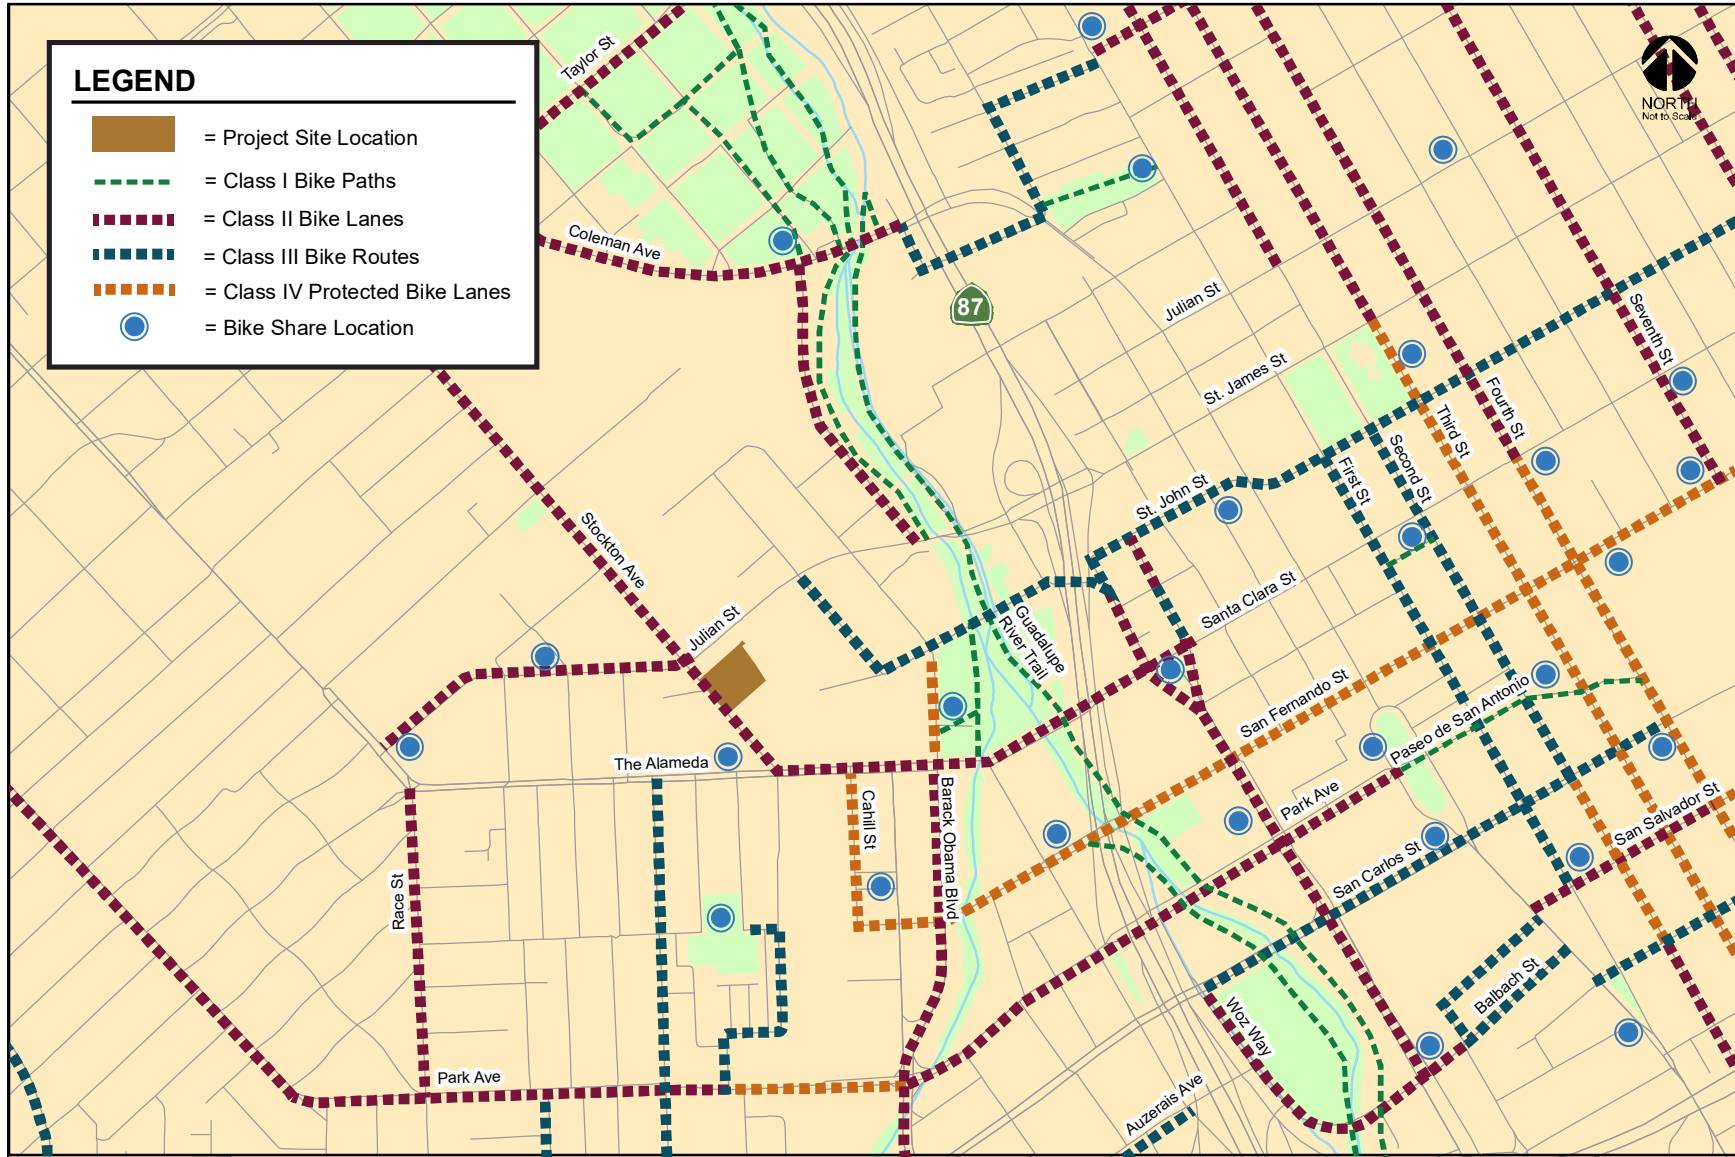 LEGEND
= Project Site Location
= Class I Bike Paths
= Class II Bike Lanes
= Class III Bike Routes
= Class IV Protected Bike Lanes
= Bike Share Location
NORTH
Not to Scale
Taylor St
Coleman Ave
87
Julian St
St. James St
Seventh St
Fourth St
Third St
Second St
First St
St. John St
Stockton Ave
Santa Clara St
Julian St
Guadalupe
River Trail
San Fernando St
Paseo de San Antonio
The Alameda
Cahill St
Barack Obama Blvd
Park Ave
San Salvador St
San Carlos St
Race St
Balbach St
Woz Way
Park Ave
Auzerais Ave